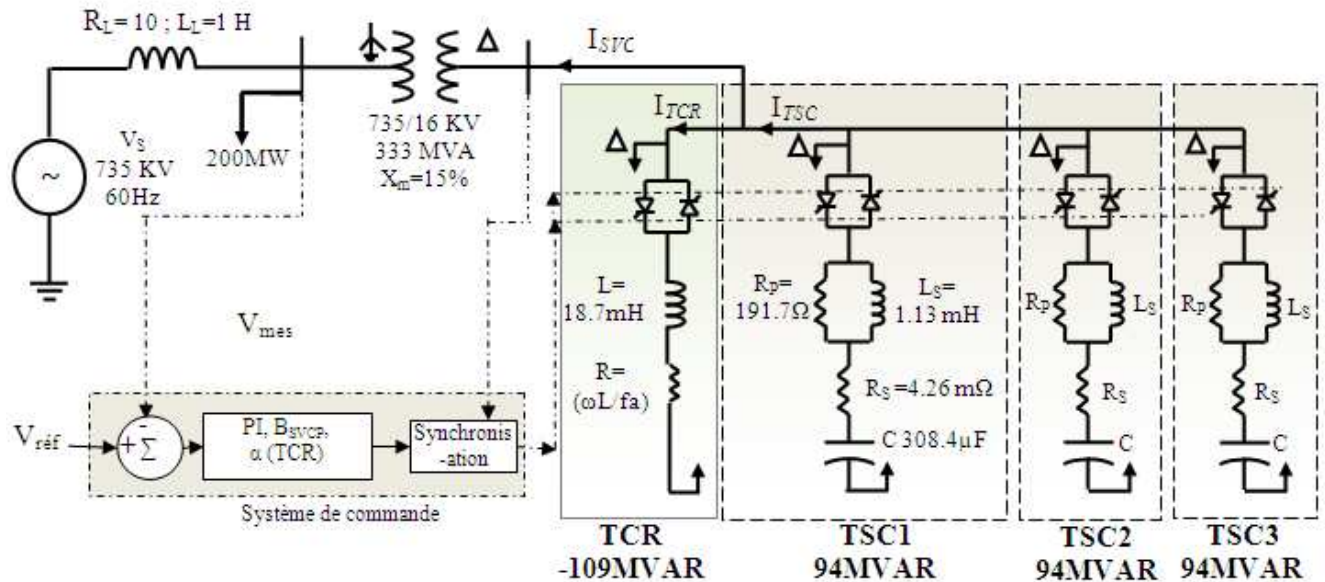 R_L= 10 ; L_L=1 H
Δ
I_SVC
735/16 KV
333 MVA
X_m=15%
V_S
735 KV
60Hz
~
200MW
I_TCR
I_TSC
Δ
Δ
Δ
Δ
L=
18.7mH
R=
(ωL/fa)
R_P=
191.7Ω
L_S=
1.13 mH
R_S =4.26 mΩ
C 308.4µF
R_P
L_S
R_S
C
R_P
L_S
R_S
C
V_mes
V_réf
+
-
Σ
PI, B_SVCP,
α (TCR)
Synchronis
-ation
Système de commande
TCR
-109MVAR
TSC1
94MVAR
TSC2
94MVAR
TSC3
94MVAR